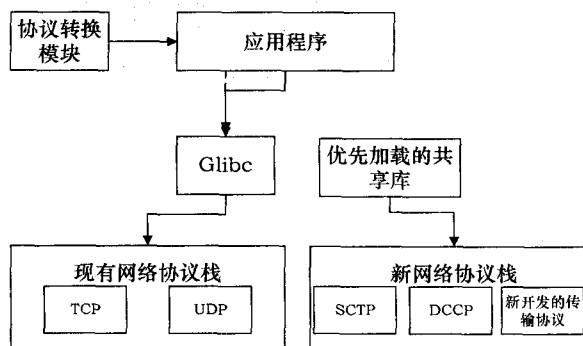 协议转换
模块
应用程序
Glibc
优先加载的共
享库
现有网络协议栈
TCP
UDP
新网络协议栈
SCTP
DCCP
新开发的传
输协议